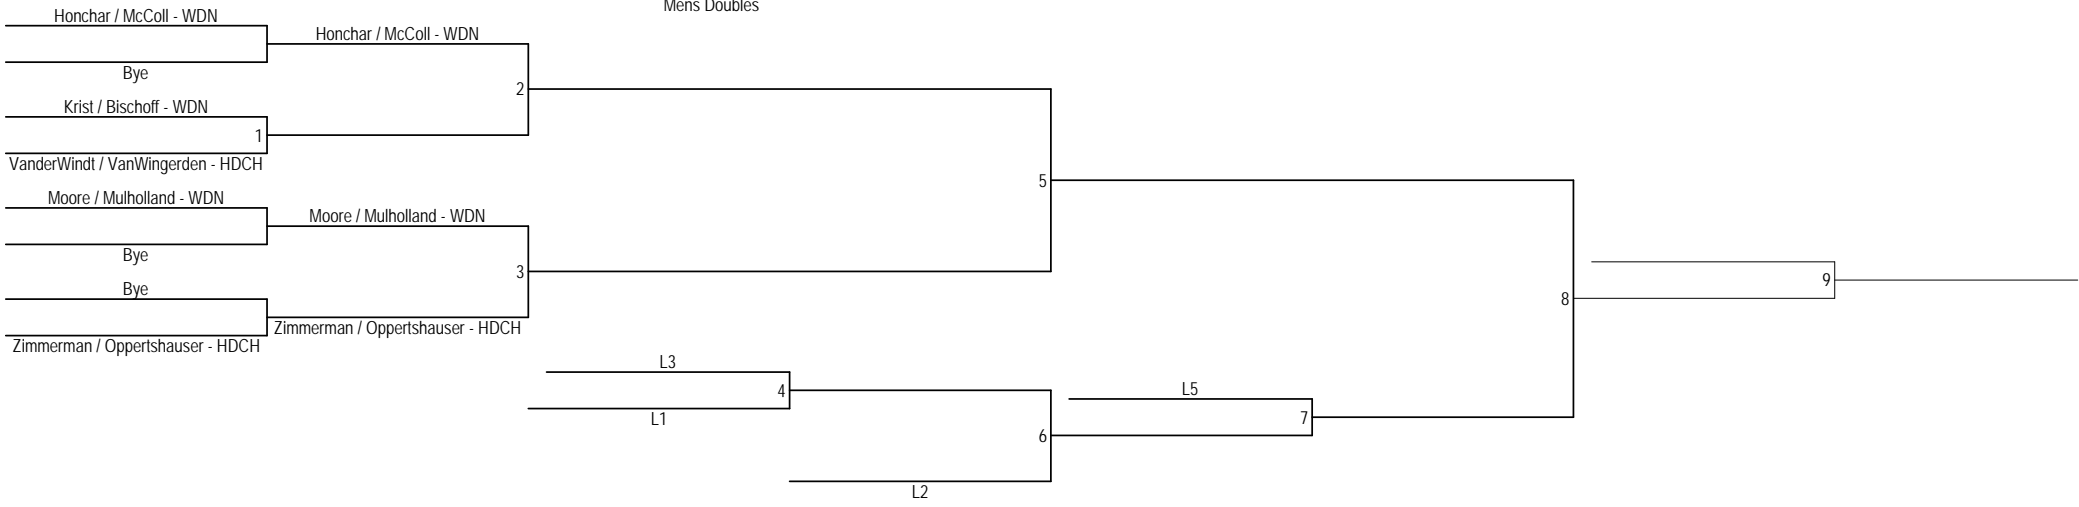 Mens Doubles
Honchar / McColl - WDN
Honchar / McColl - WDN
Bye
2
Krist / Bischoff - WDN
1
VanderWindt / VanWingerden - HDCH
5
Moore / Mulholland - WDN
Moore / Mulholland - WDN
Bye
3
9
Bye
8
Zimmerman / Oppertshauser - HDCH
Zimmerman / Oppertshauser - HDCH
L3
4
L5
L1
7
6
L2